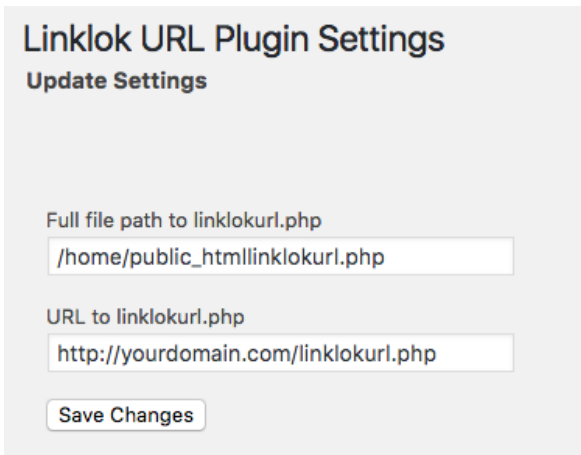 Linklok URL Plugin Settings
Update Settings
Full file path to linklokurl.php
/home/public_htmllinklokurl.php
URL to linklokurl.php
http://yourdomain.com/linklokurl.php
Save Changes